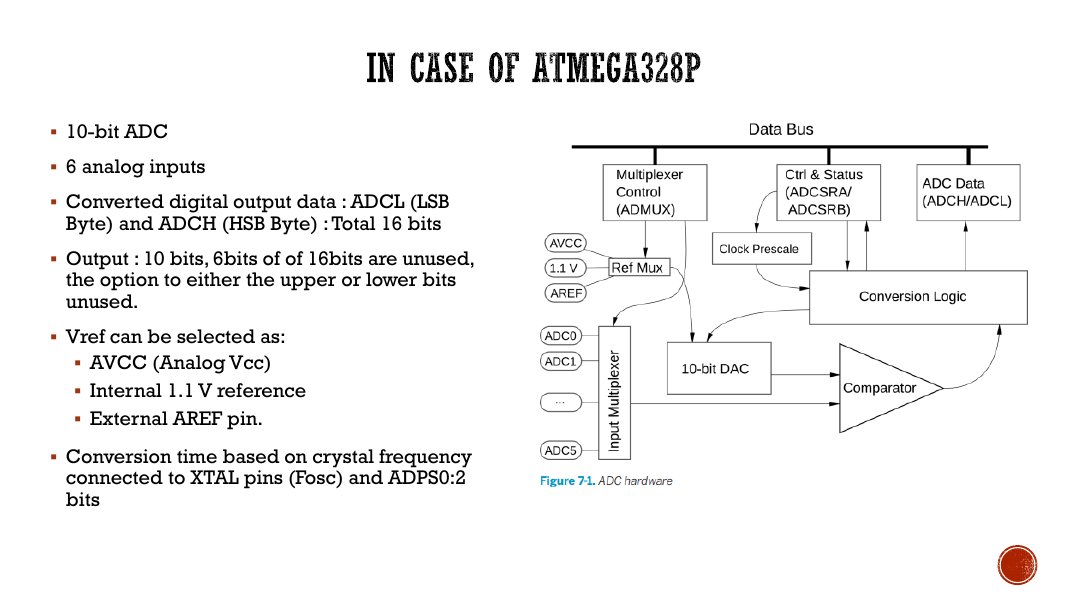 IN CASE OF ATMEGA328P
10-bit ADC
6 analog inputs
Converted digital output data : ADCL (LSB
Byte) and ADCH (HSB Byte) : Total 16 bits
Output : 10 bits, 6bits of of 16bits are unused,
the option to either the upper or lower bits
unused.
Vref can be selected as:
AVCC (Analog Vcc)
Internal 1.1 V reference
External AREF pin.
Conversion time based on crystal frequency
connected to XTAL pins (Fosc) and ADPS0:2
bits
Data Bus
Multiplexer
Control
(ADMUX)
Ctrl & Status
(ADCSRA/
ADCSRB)
ADC Data
(ADCH/ADCL)
Clock Prescale
AVCC
1.1 V
AREF
Ref Mux
Conversion Logic
ADC0
ADC1
...
ADC5
Input Multiplexer
10-bit DAC
Comparator
Figure 7-1. ADC hardware